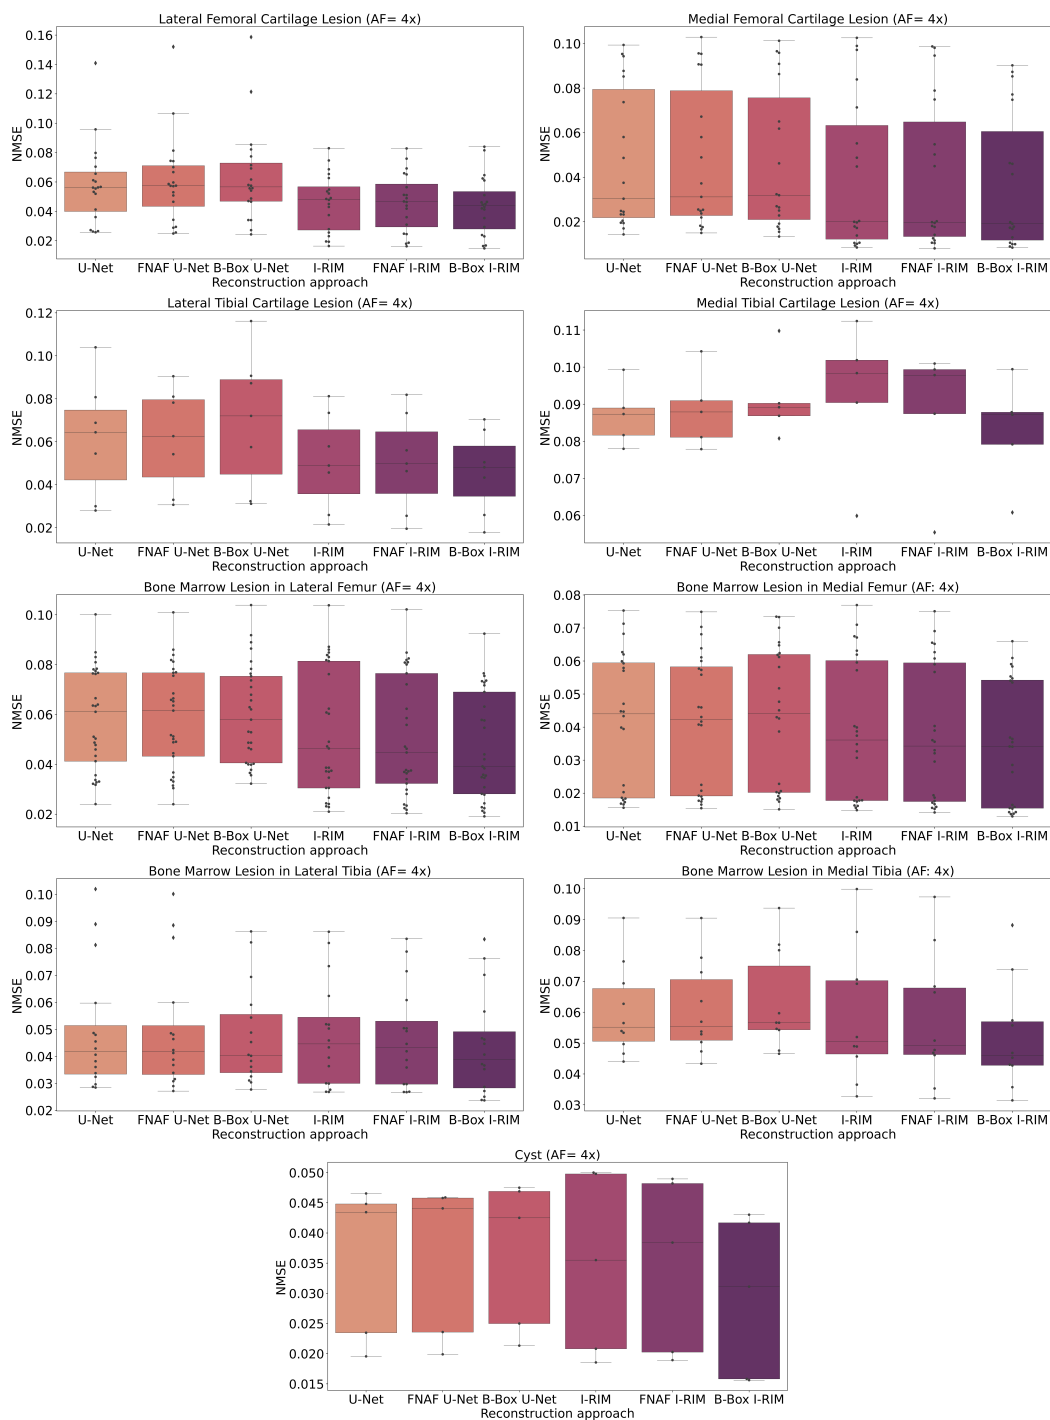 Lateral Femoral Cartilage Lesion (AF= 4x)
NMSE
0.16
0.14
0.12
0.10
0.08
0.06
0.04
0.02
U-Net FNAF U-Net B-Box U-Net I-RIM FNAF I-RIM B-Box I-RIM
Reconstruction approach
Medial Femoral Cartilage Lesion (AF= 4x)
NMSE
0.10
0.08
0.06
0.04
0.02
U-Net FNAF U-Net B-Box U-Net I-RIM FNAF I-RIM B-Box I-RIM
Reconstruction approach
Lateral Tibial Cartilage Lesion (AF= 4x)
NMSE
0.12
0.10
0.08
0.06
0.04
0.02
U-Net FNAF U-Net B-Box U-Net I-RIM FNAF I-RIM B-Box I-RIM
Reconstruction approach
Medial Tibial Cartilage Lesion (AF= 4x)
NMSE
0.11
0.10
0.09
0.08
0.07
0.06
U-Net FNAF U-Net B-Box U-Net I-RIM FNAF I-RIM B-Box I-RIM
Reconstruction approach
Bone Marrow Lesion in Lateral Femur (AF= 4x)
NMSE
0.10
0.08
0.06
0.04
0.02
U-Net FNAF U-Net B-Box U-Net I-RIM FNAF I-RIM B-Box I-RIM
Reconstruction approach
Bone Marrow Lesion in Medial Femur (AF: 4x)
NMSE
0.08
0.07
0.06
0.05
0.04
0.03
0.02
0.01
U-Net FNAF U-Net B-Box U-Net I-RIM FNAF I-RIM B-Box I-RIM
Reconstruction approach
Bone Marrow Lesion in Lateral Tibia (AF= 4x)
NMSE
0.10
0.09
0.08
0.07
0.06
0.05
0.04
0.03
0.02
U-Net FNAF U-Net B-Box U-Net I-RIM FNAF I-RIM B-Box I-RIM
Reconstruction approach
Bone Marrow Lesion in Medial Tibia (AF: 4x)
NMSE
0.10
0.09
0.08
0.07
0.06
0.05
0.04
0.03
U-Net FNAF U-Net B-Box U-Net I-RIM FNAF I-RIM B-Box I-RIM
Reconstruction approach
Cyst (AF= 4x)
NMSE
0.050
0.045
0.040
0.035
0.030
0.025
0.020
0.015
U-Net FNAF U-Net B-Box U-Net I-RIM FNAF I-RIM B-Box I-RIM
Reconstruction approach